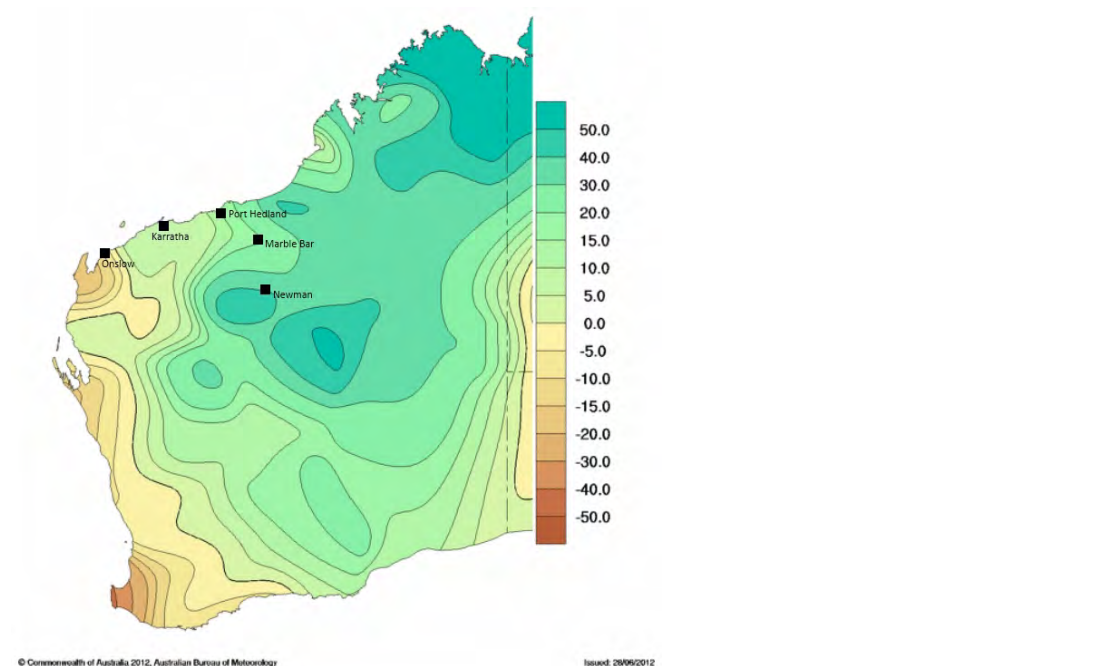 50.0
40.0
30.0
20.0
15.0
10.0
5.0
0.0
-5.0
-10.0
-15.0
-20.0
-30.0
-40.0
-50.0
Port Hedland
Karratha
Marble Bar
Onslow
Newman
© Commonwealth of Australia 2012, Australian Bureau of Meteorology
Issued: 28/06/2012